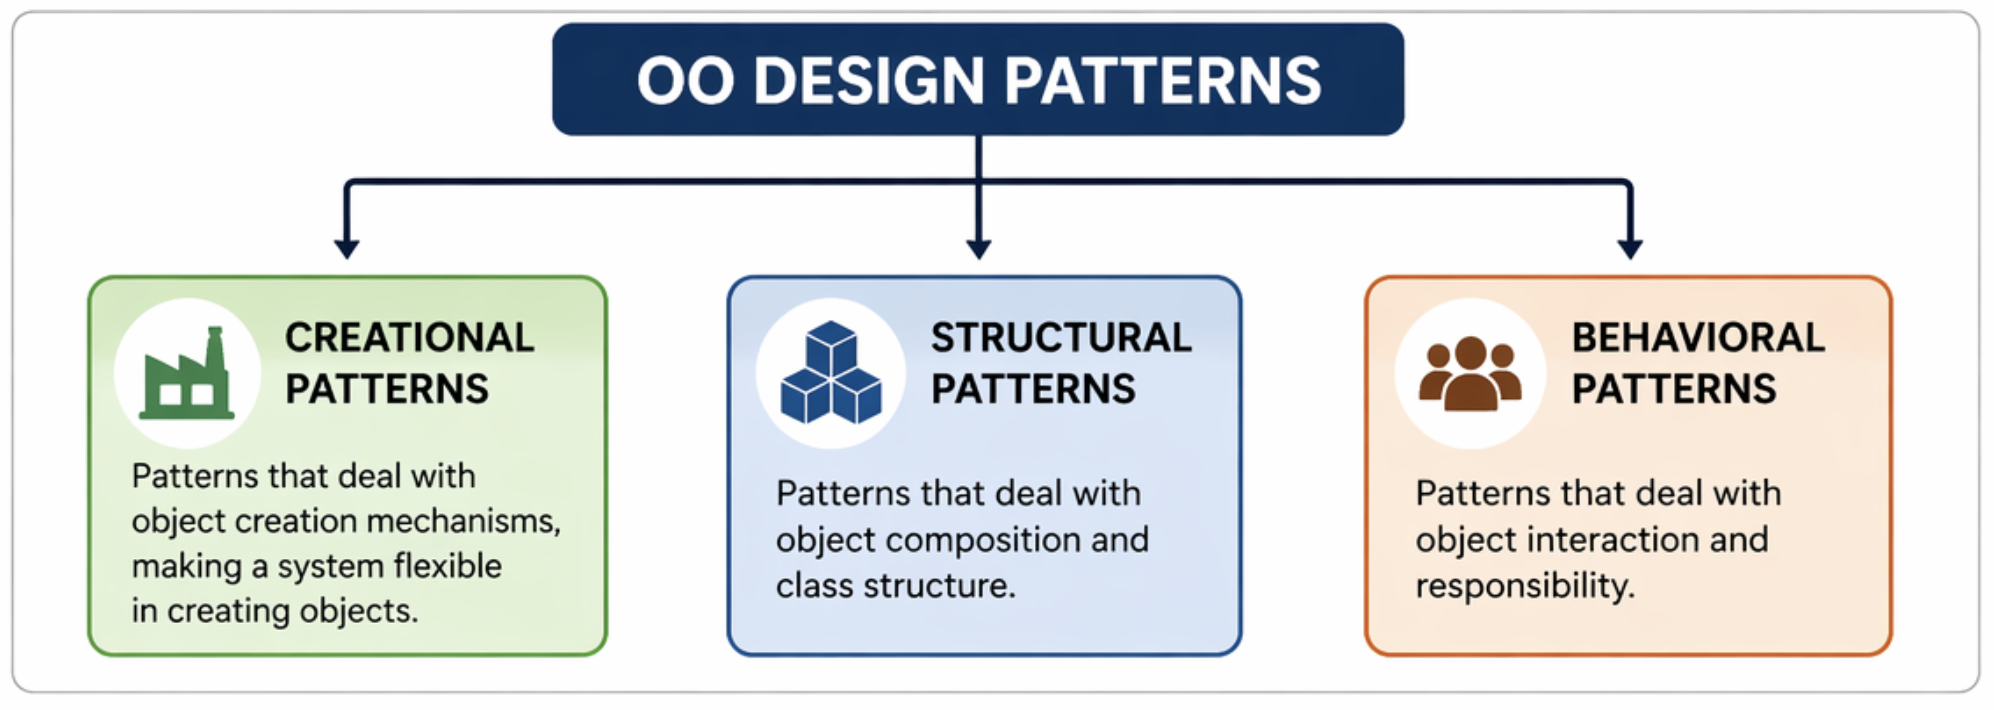 OO DESIGN PATTERNS
CREATIONAL
PATTERNS
Patterns that deal with
object creation mechanisms,
making a system flexible
in creating objects.
STRUCTURAL
PATTERNS
Patterns that deal with
object composition and
class structure.
BEHAVIORAL
PATTERNS
Patterns that deal with
object interaction and
responsibility.